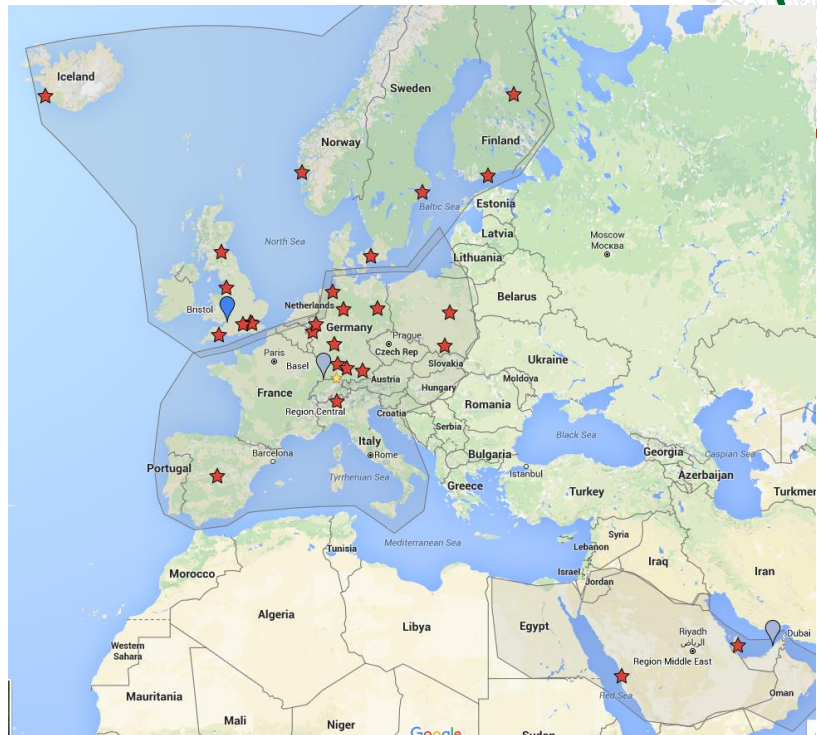 Iceland
Sweden
Norway
Finland
Baltic Sea
Estonia
Latvia
Lithuania
Moscow
Москва
North Sea
Belarus
Bristol
Netherlands
Germany
Prague
Czech Rep
Paris
Basel
Slovakia
Ukraine
Austria
Hungary
Moldova
France
Region Central
Croatia
Romania
Serbia
Italy
Black Sea
Bulgaria
Georgia
Caspian Sea
Azerbaijan
Barcelona
Rome
Istanbul
Portugal
Tyrrhenian Sea
Greece
Turkey
Turkmen
Mediterranean Sea
Tunisia
Syria
Lebanon
Iraq
Iran
Israel
Jordan
Morocco
Algeria
Libya
Egypt
Western
Sahara
Riyadh
الرياض
Region Middle East
Dubai
Red Sea
Oman
Mauritania
Mali
Niger
Google
Sudan